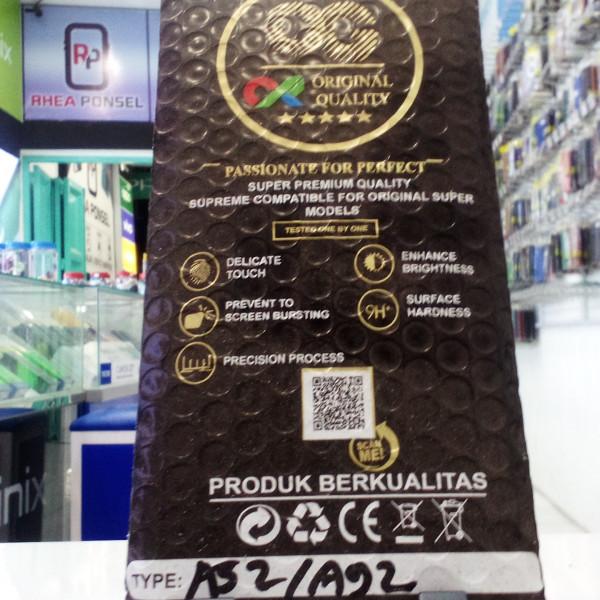 RP
RHEA PONSEL
OG
ORIGINAL
QUALITY
PASSIONATE FOR PERFECT
SUPER PREMIUM QUALITY
SUPREME COMPATIBLE FOR ORIGINAL SUPER
MODELS
TESTED ONE BY ONE
DELICATE
TOUCH
ENHANCE
BRIGHTNESS
PREVENT TO
SCREEN BURSTING
9H+
SURFACE
HARDNESS
PRECISION PROCESS
SCAN
ME!
PRODUK BERKUALITAS
CE
TYPE: A52/A92